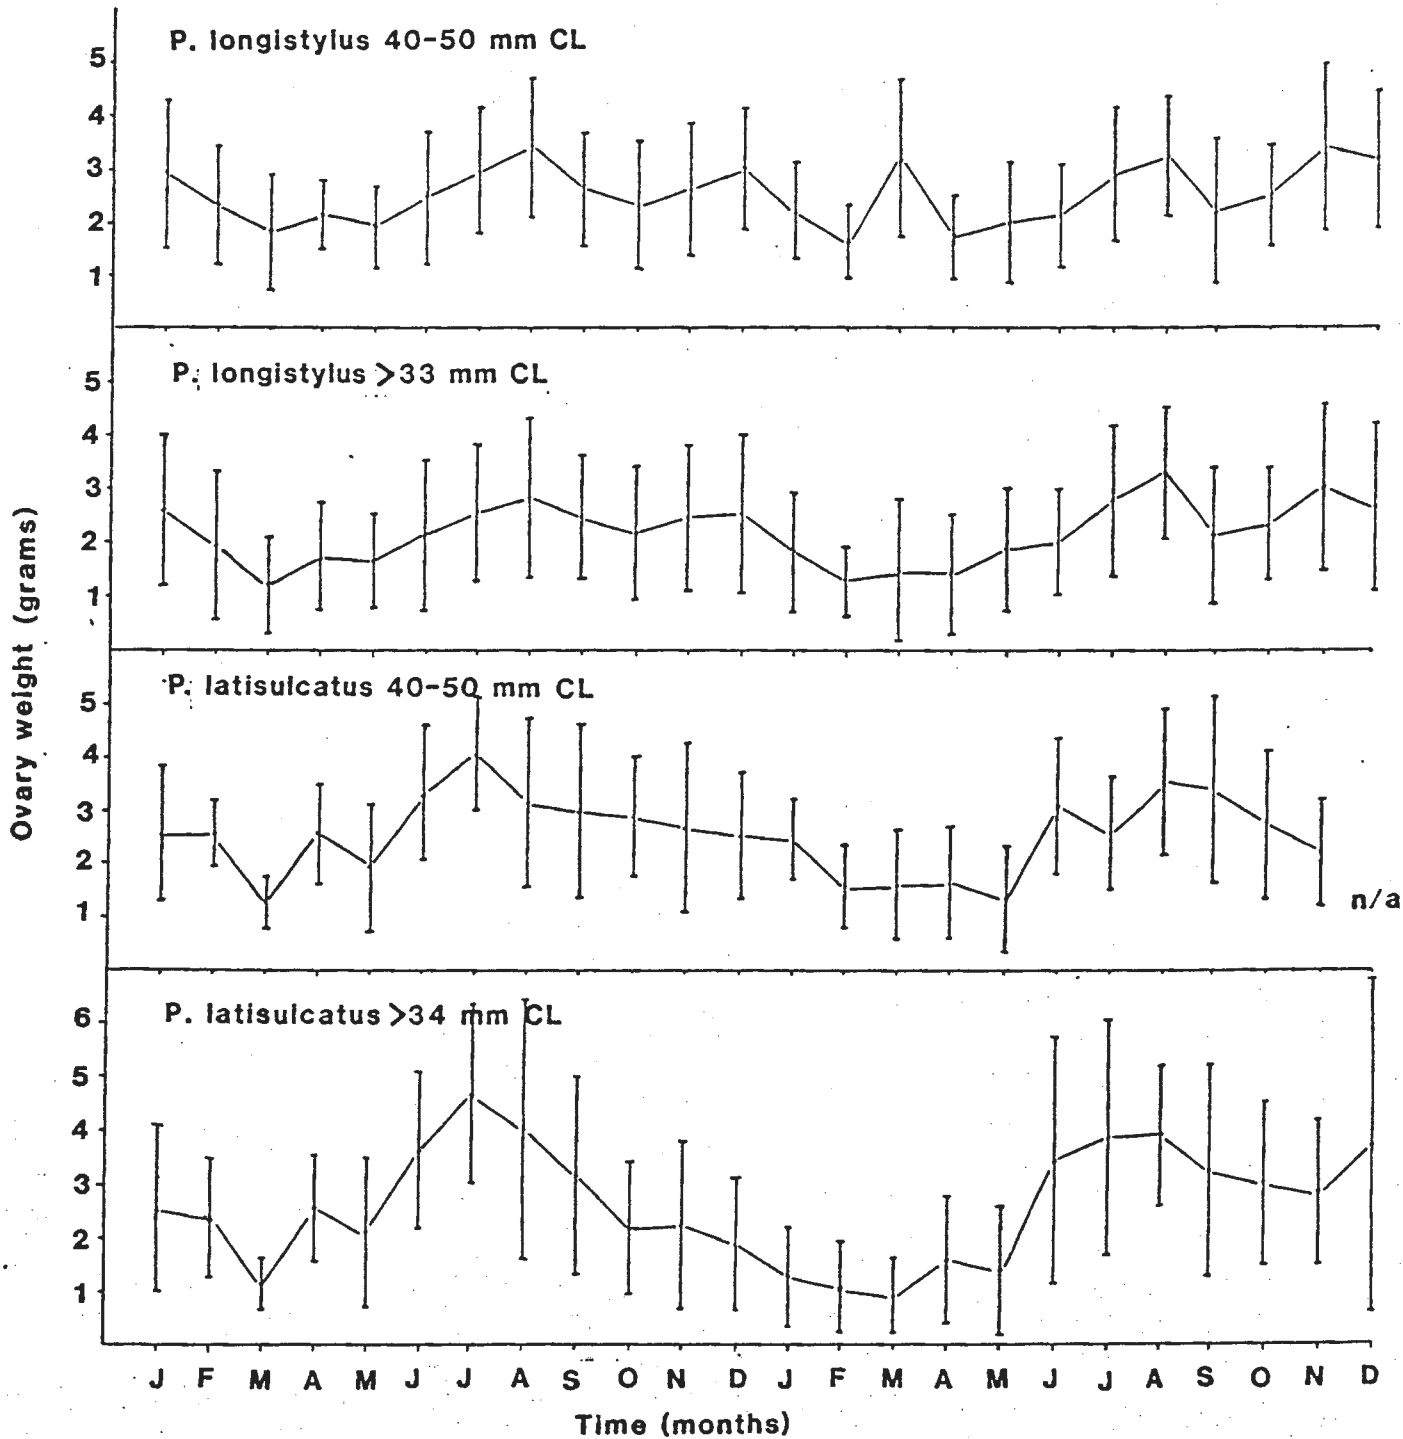 P. longistylus 40-50 mm CL
5
4
3
2
1
P. longistylus >33 mm CL
5
4
3
2
1
Ovary weight (grams)
P. latisulcatus 40-50 mm CL
5
4
3
2
1
n/a
P. latisulcatus >34 mm CL
6
5
4
3
2
1
J F M A M J J A S O N D J F M A M J J A S O N D
Time (months)